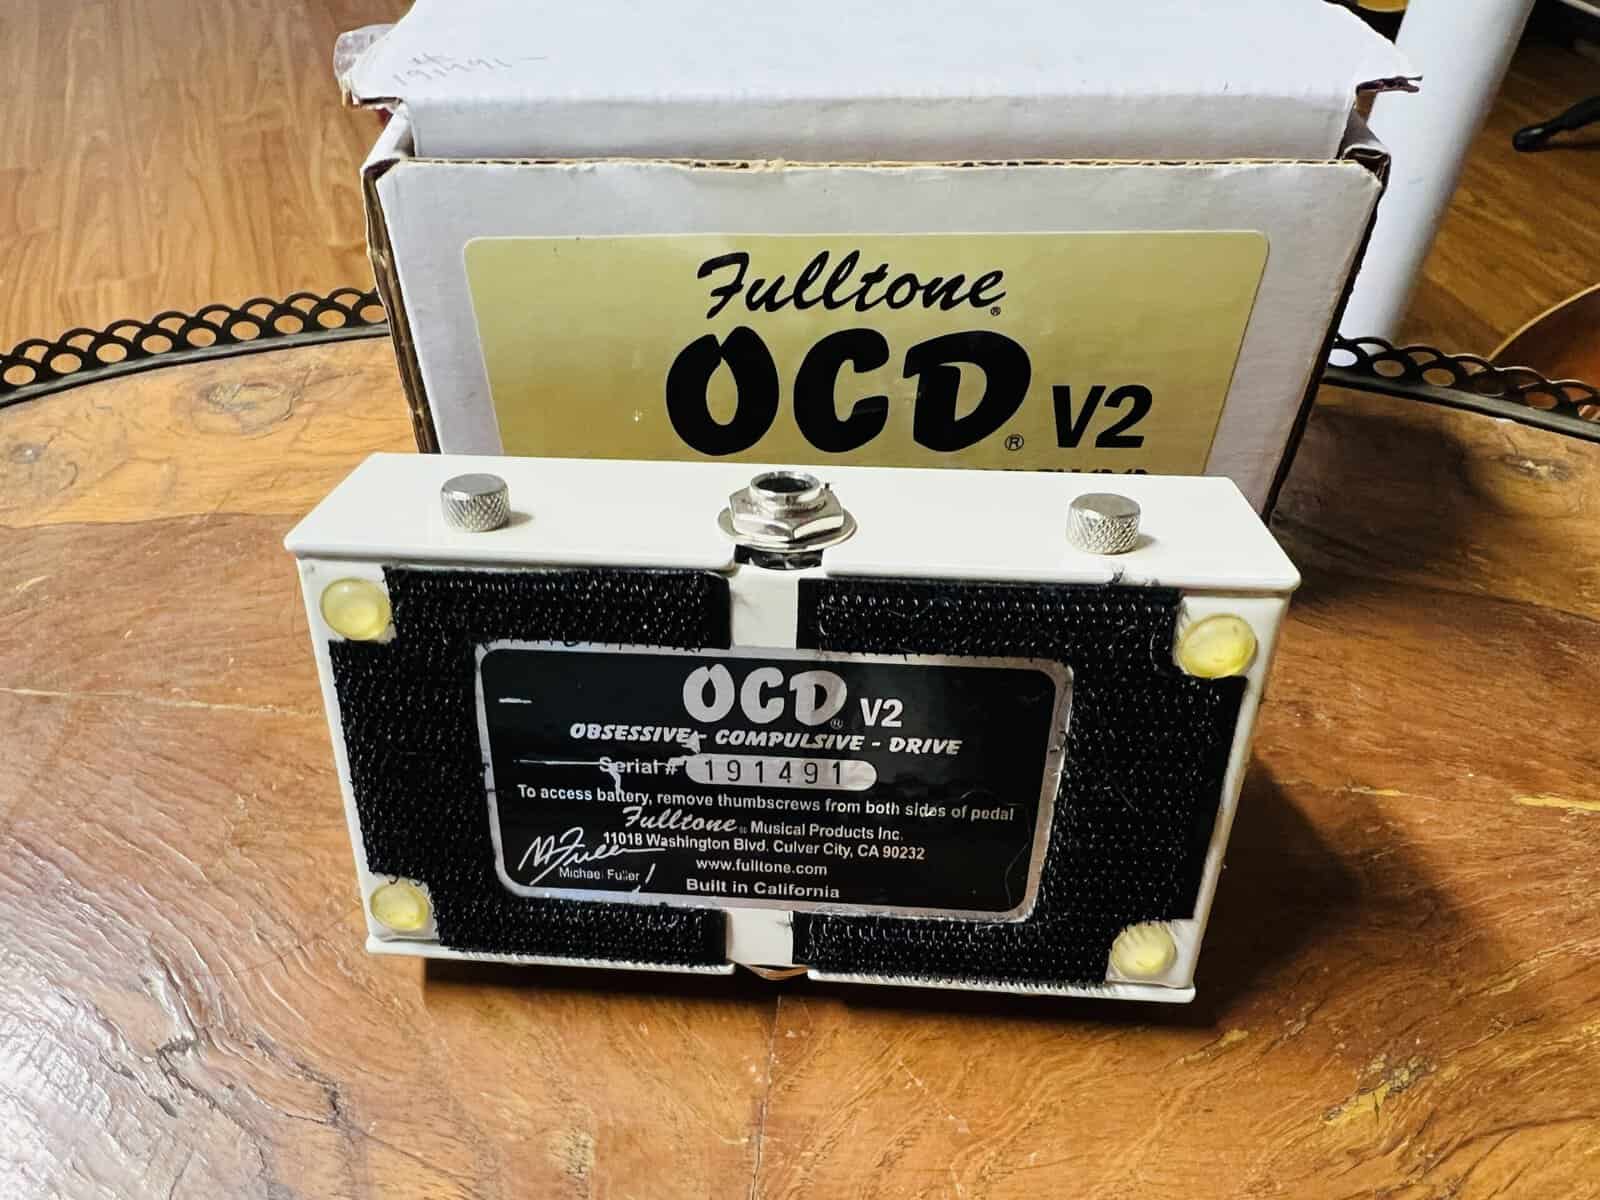 Fulltone®
OCD® V2
OCD® V2
OBSESSIVE - COMPULSIVE - DRIVE
Serial # 191491
To access battery, remove thumbscrews from both sides of pedal
Fulltone® Musical Products Inc.
11018 Washington Blvd. Culver City, CA 90232
www.fulltone.com
Michael Fuller
Built in California